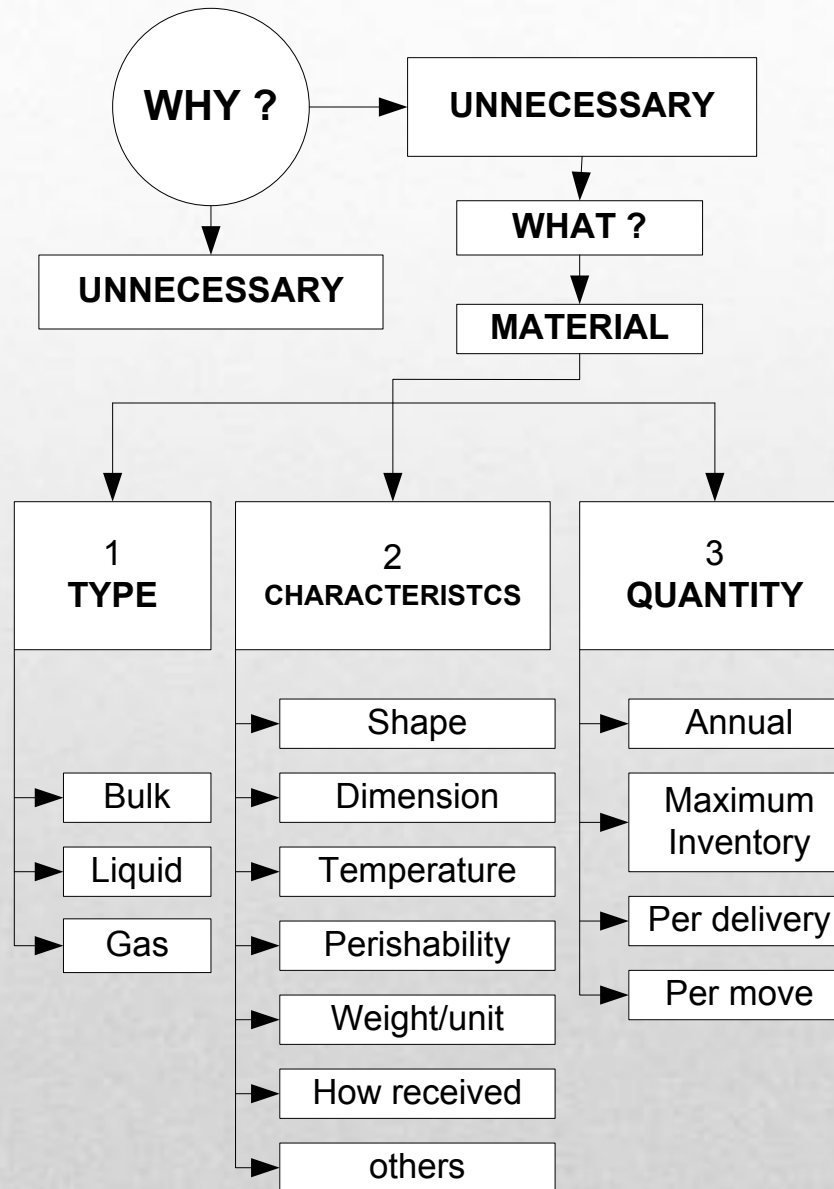 WHY ?
UNNECESSARY
WHAT ?
UNNECESSARY
MATERIAL
1
TYPE
Bulk
Liquid
Gas
2
CHARACTERISTCS
Shape
Dimension
Temperature
Perishability
Weight/unit
How received
others
3
QUANTITY
Annual
Maximum
Inventory
Per delivery
Per move